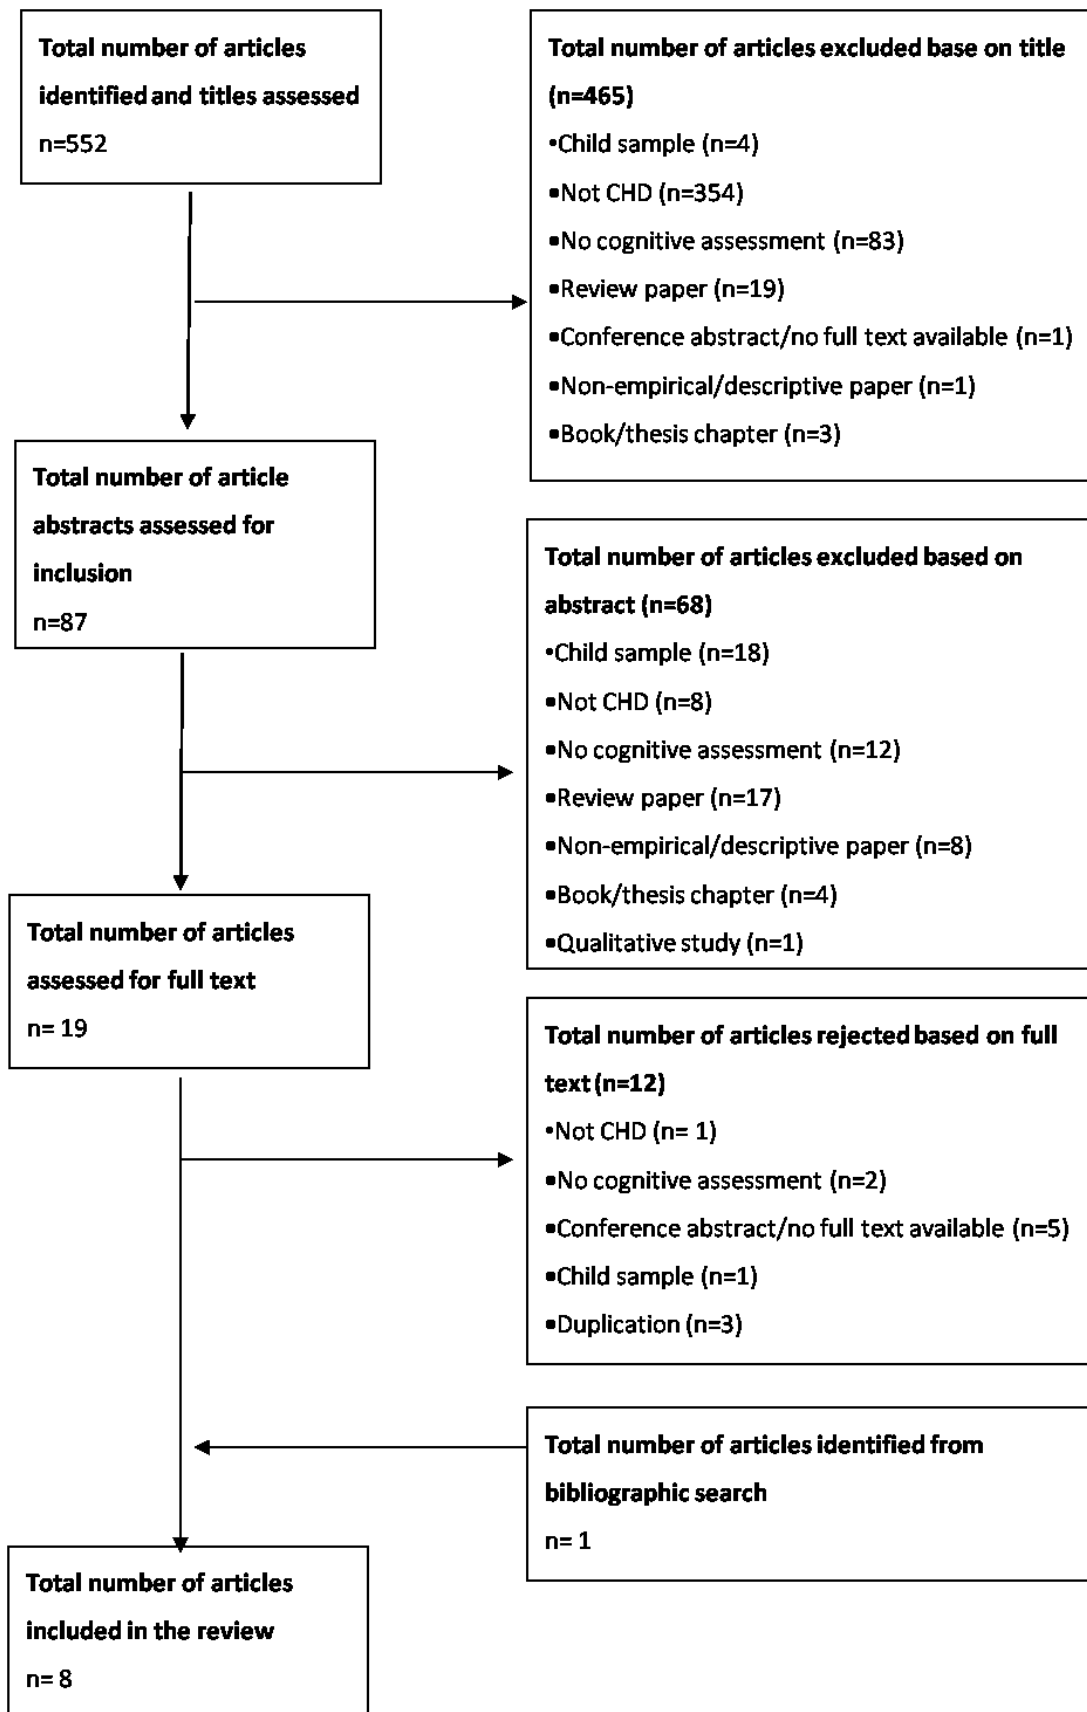 Total number of articles
identified and titles assessed
n=552
Total number of articles excluded base on title
(n=465)
•Child sample (n=4)
▪Not CHD (n=354)
▪No cognitive assessment (n=83)
▪Review paper (n=19)
▪Conference abstract/no full text available (n=1)
▪Non-empirical/descriptive paper (n=1)
▪Book/thesis chapter (n=3)
Total number of article
abstracts assessed for
inclusion
n=87
Total number of articles excluded based on
abstract (n=68)
•Child sample (n=18)
▪Not CHD (n=8)
▪No cognitive assessment (n=12)
▪Review paper (n=17)
▪Non-empirical/descriptive paper (n=8)
▪Book/thesis chapter (n=4)
▪Qualitative study (n=1)
Total number of articles
assessed for full text
n= 19
Total number of articles rejected based on full
text (n=12)
•Not CHD (n= 1)
▪No cognitive assessment (n=2)
▪Conference abstract/no full text available (n=5)
▪Child sample (n=1)
▪Duplication (n=3)
Total number of articles identified from
bibliographic search
n= 1
Total number of articles
included in the review
n= 8